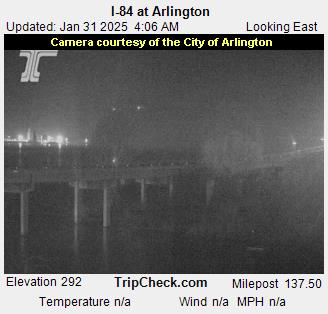 I-84 at Arlington
Updated: Jan 31 2025 4:06 AM Looking East
Camera courtesy of the City of Arlington
Elevation 292 TripCheck.com Milepost 137.50
Temperature n/a Wind n/a MPH n/a